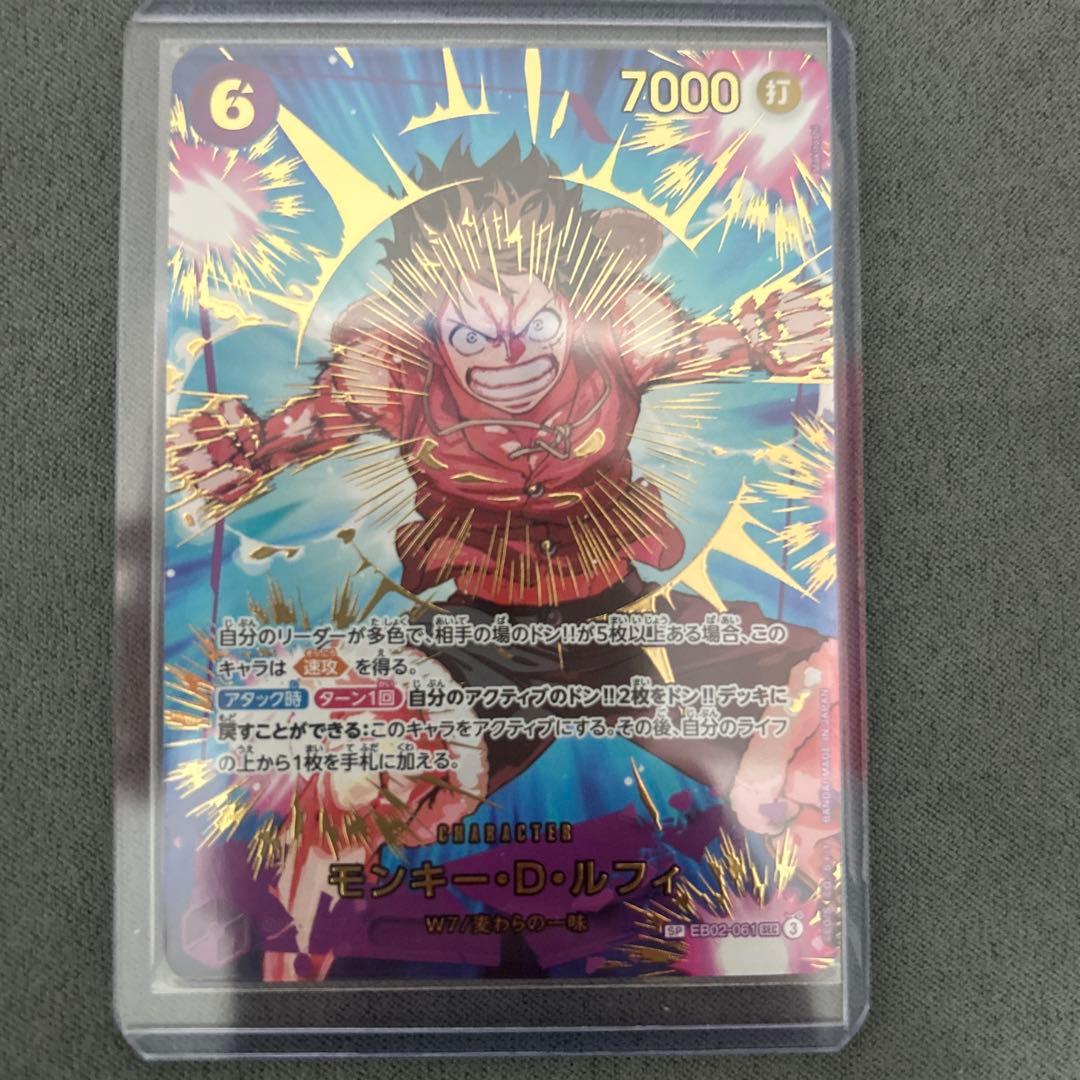 6
7000 打
自分のリーダーが多色で、相手の場のドン!!が5枚以上ある場合、この
キャラは 速攻 を得る。
アタック時 ターン1回 自分のアクティブのドン!!2枚をドン!!デッキに
戻すことができる:このキャラをアクティブにする。その後、自分のライフ
の上から1枚を手札に加える。
CHARACTER
モンキー・D・ルフィ
W7/麦わらの一味
SP EB02-061 SEC 3
BANDAI MADE IN JAPAN